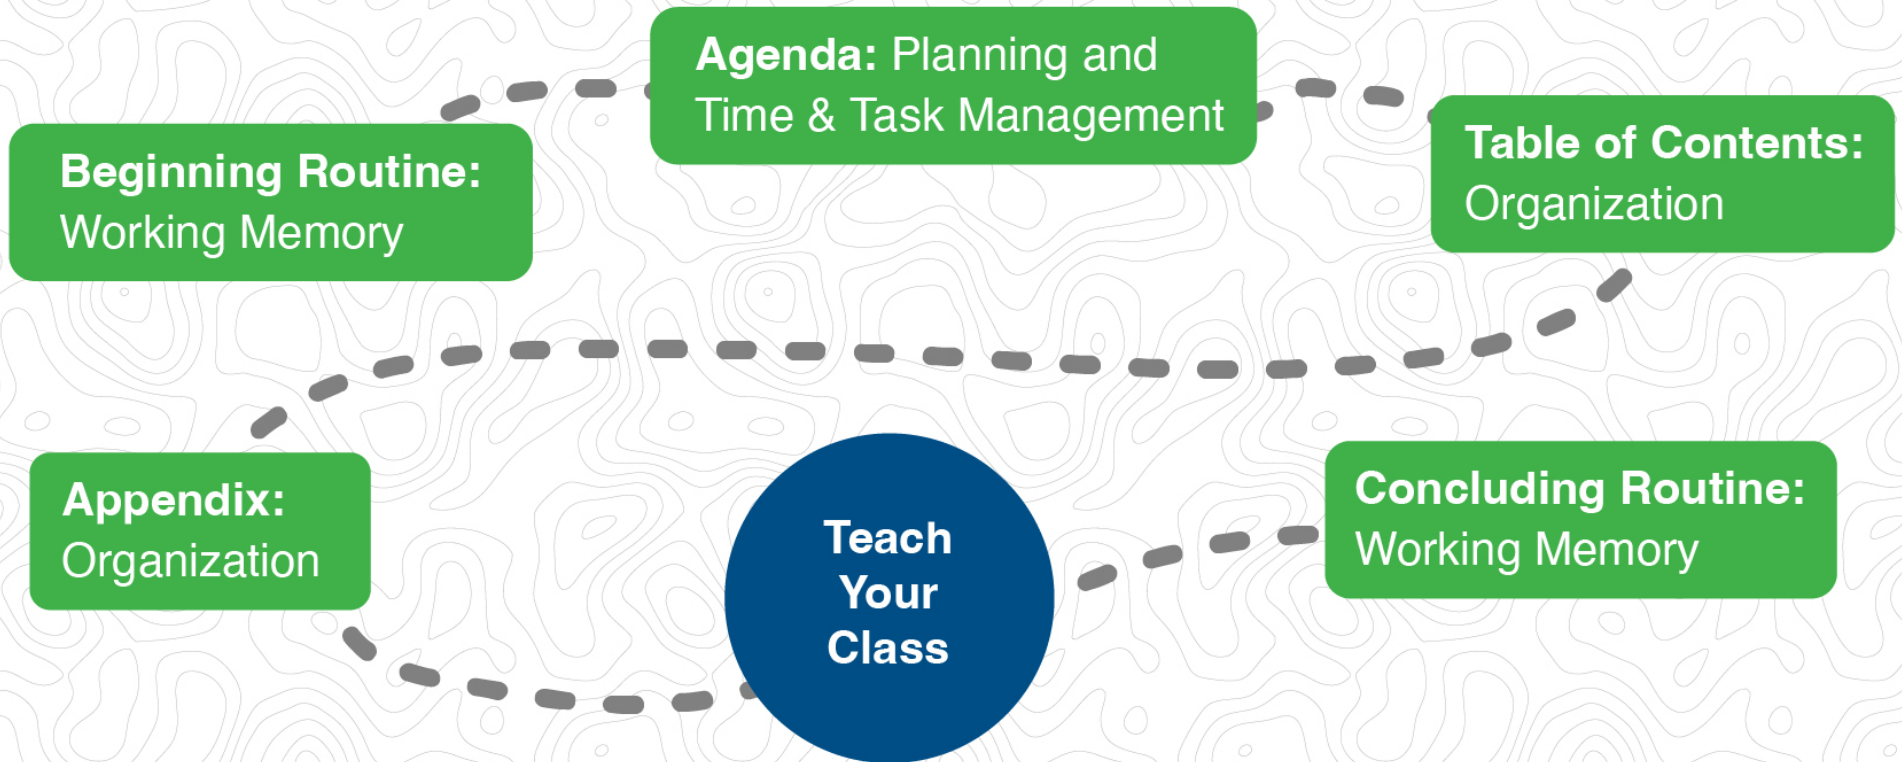 Beginning Routine:
Working Memory
Agenda: Planning and
Time & Task Management
Table of Contents:
Organization
Appendix:
Organization
Teach
Your
Class
Concluding Routine:
Working Memory